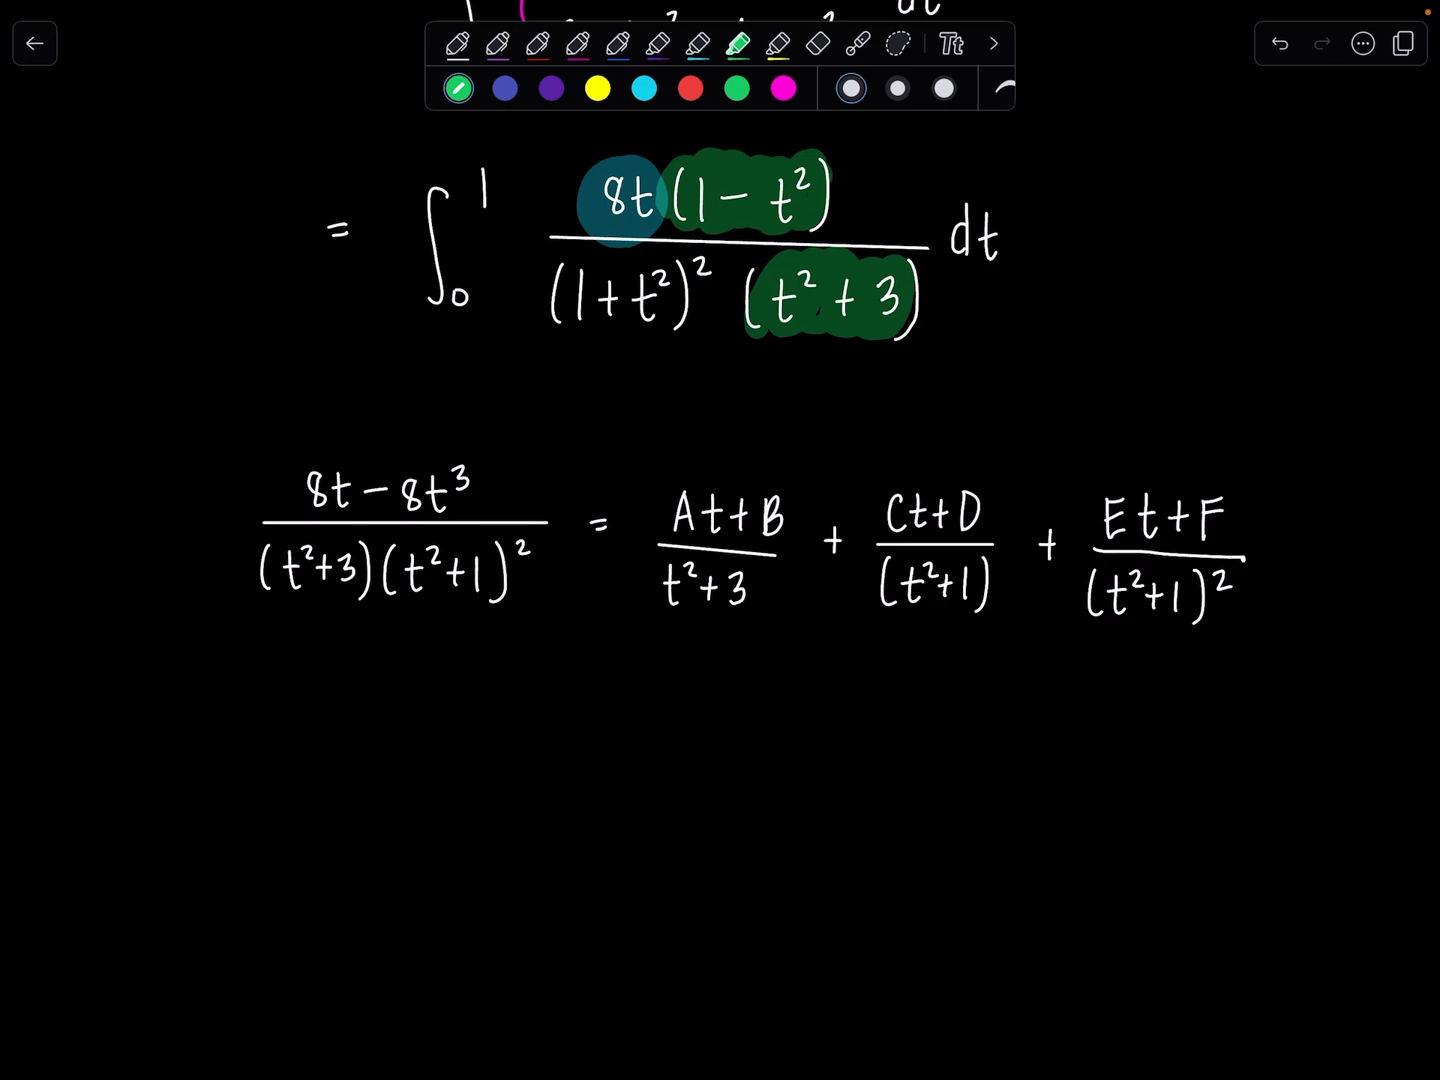 Tt
= ∫₀¹ 8t(1 − t²) / (1+t²)² (t² + 3) dt
8t − 8t³ / (t²+3)(t²+1)² = At+B / t²+3 + Ct+D / (t²+1) + Et+F / (t²+1)²